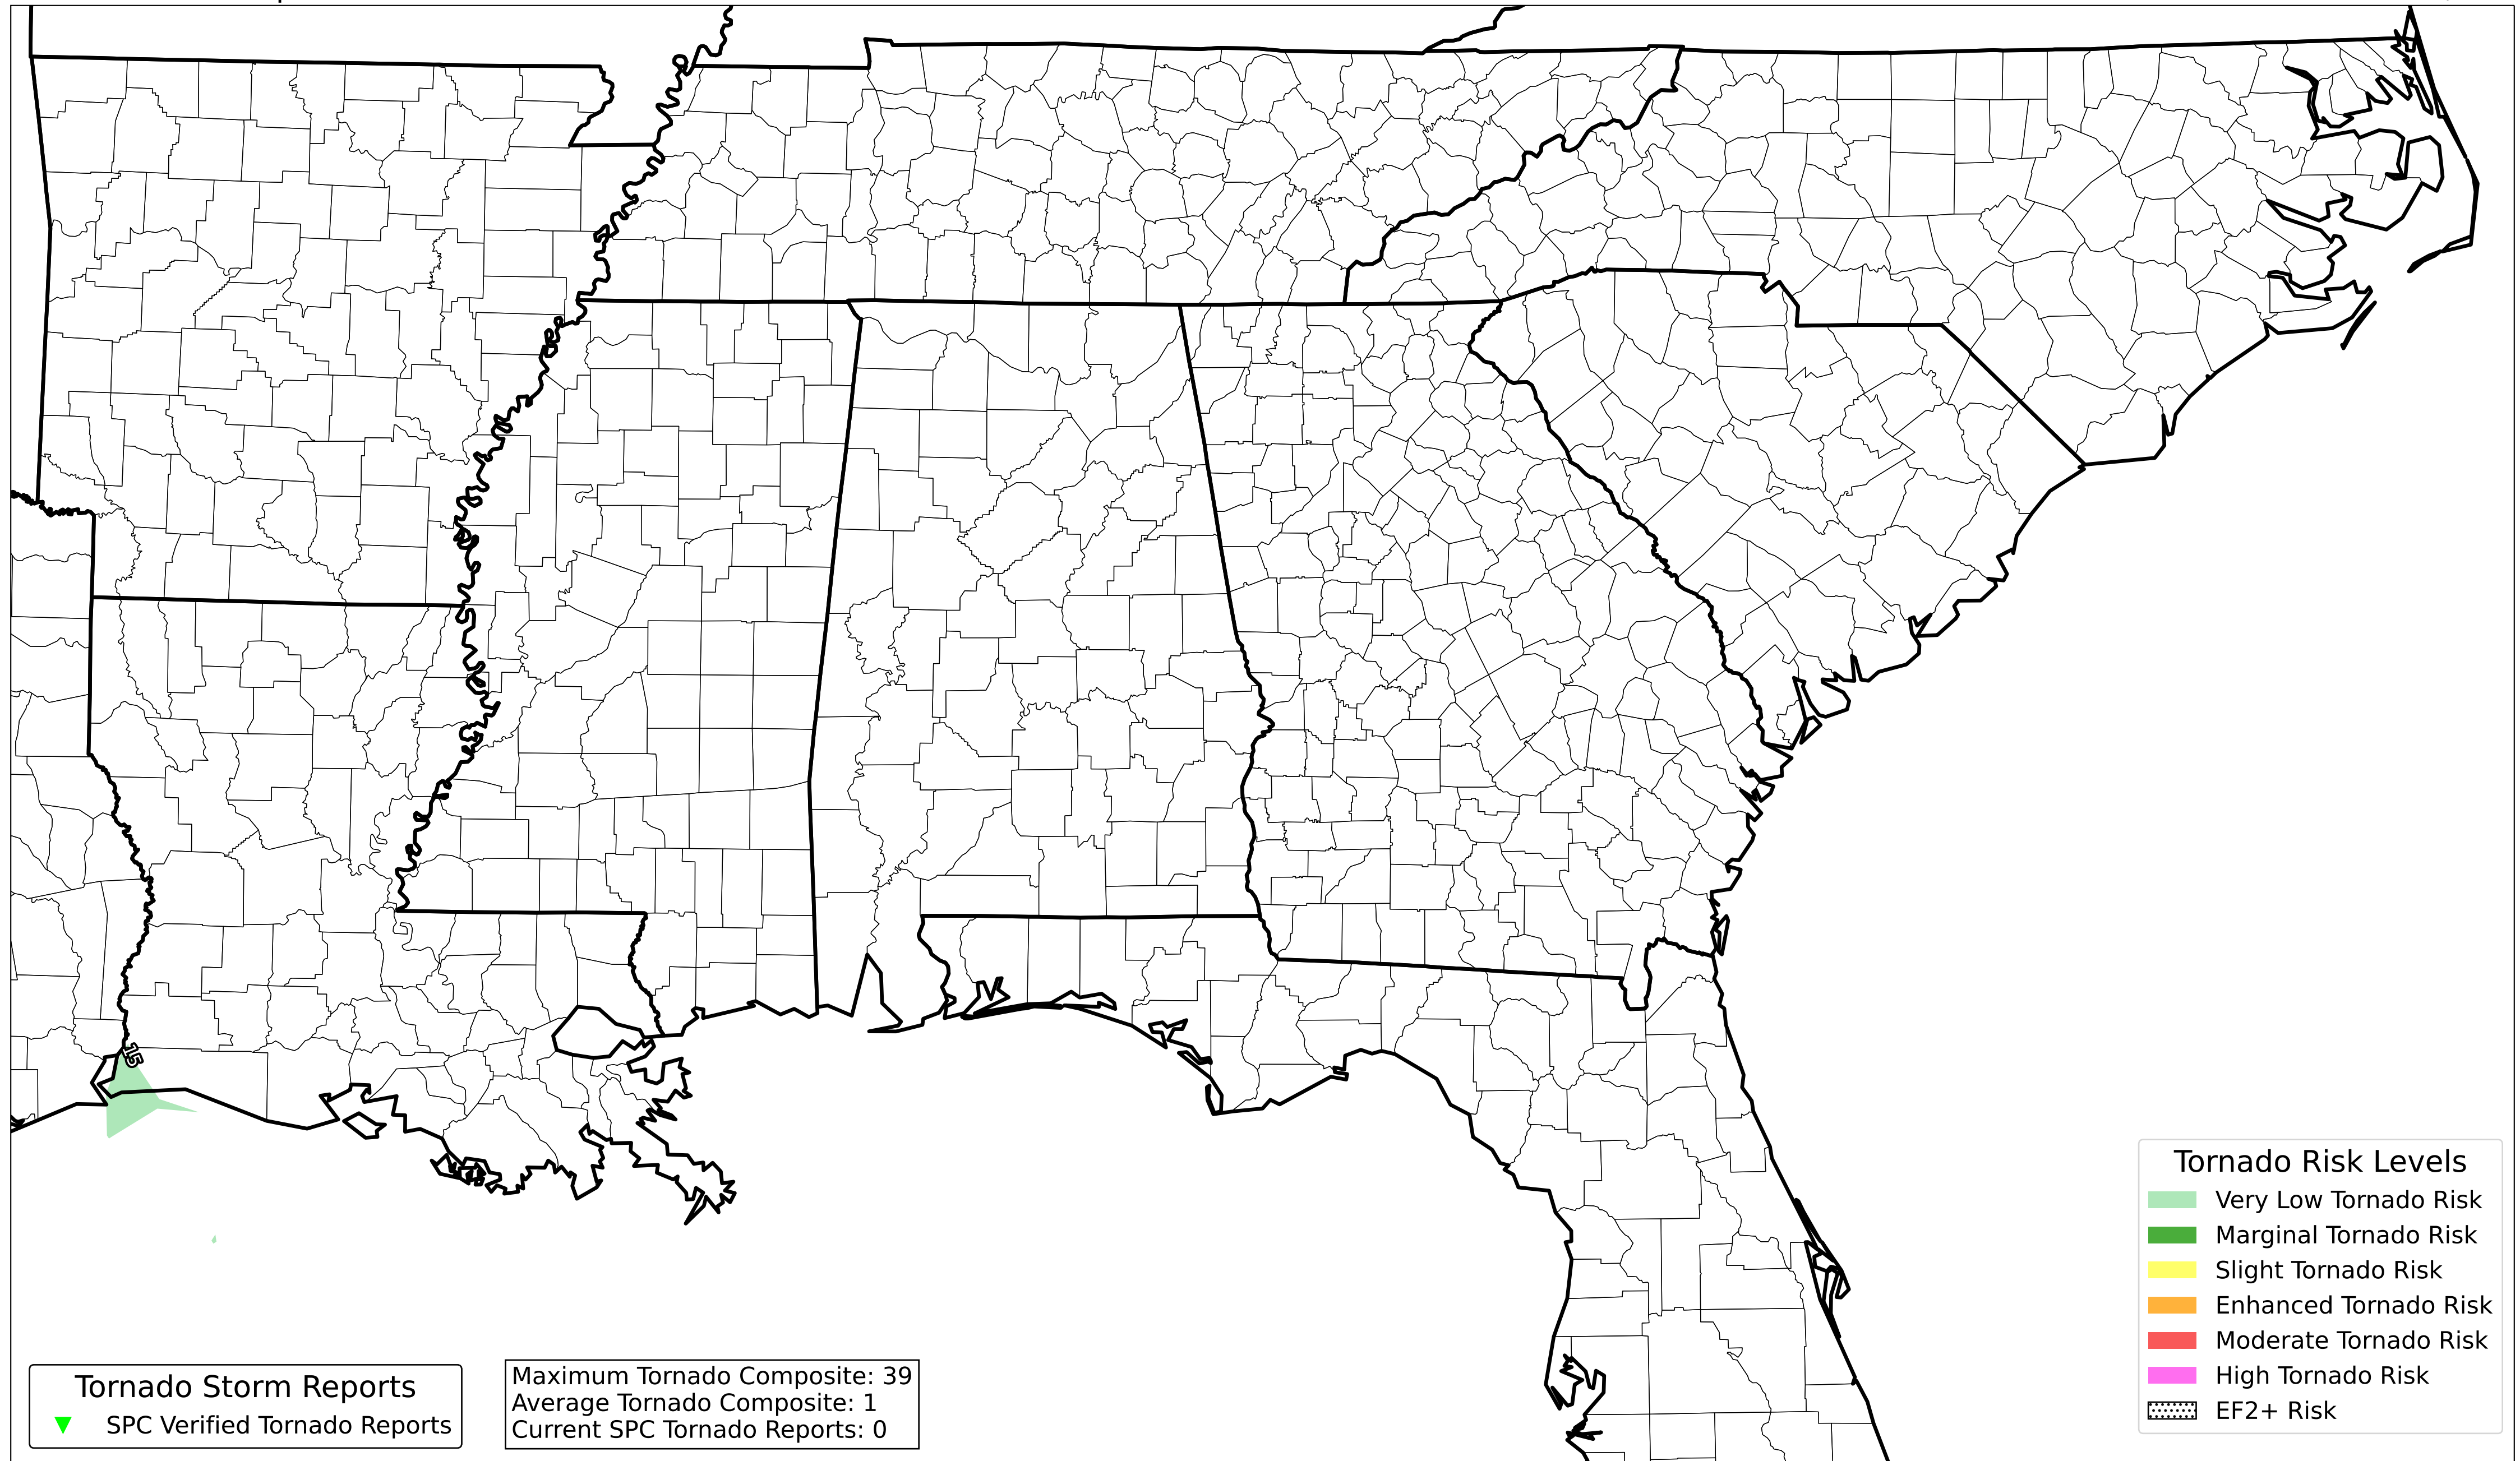 15
Tornado Risk Levels
Very Low Tornado Risk
Marginal Tornado Risk
Slight Tornado Risk
Enhanced Tornado Risk
Moderate Tornado Risk
High Tornado Risk
EF2+ Risk
Tornado Storm Reports
SPC Verified Tornado Reports
Maximum Tornado Composite: 39
Average Tornado Composite: 1
Current SPC Tornado Reports: 0